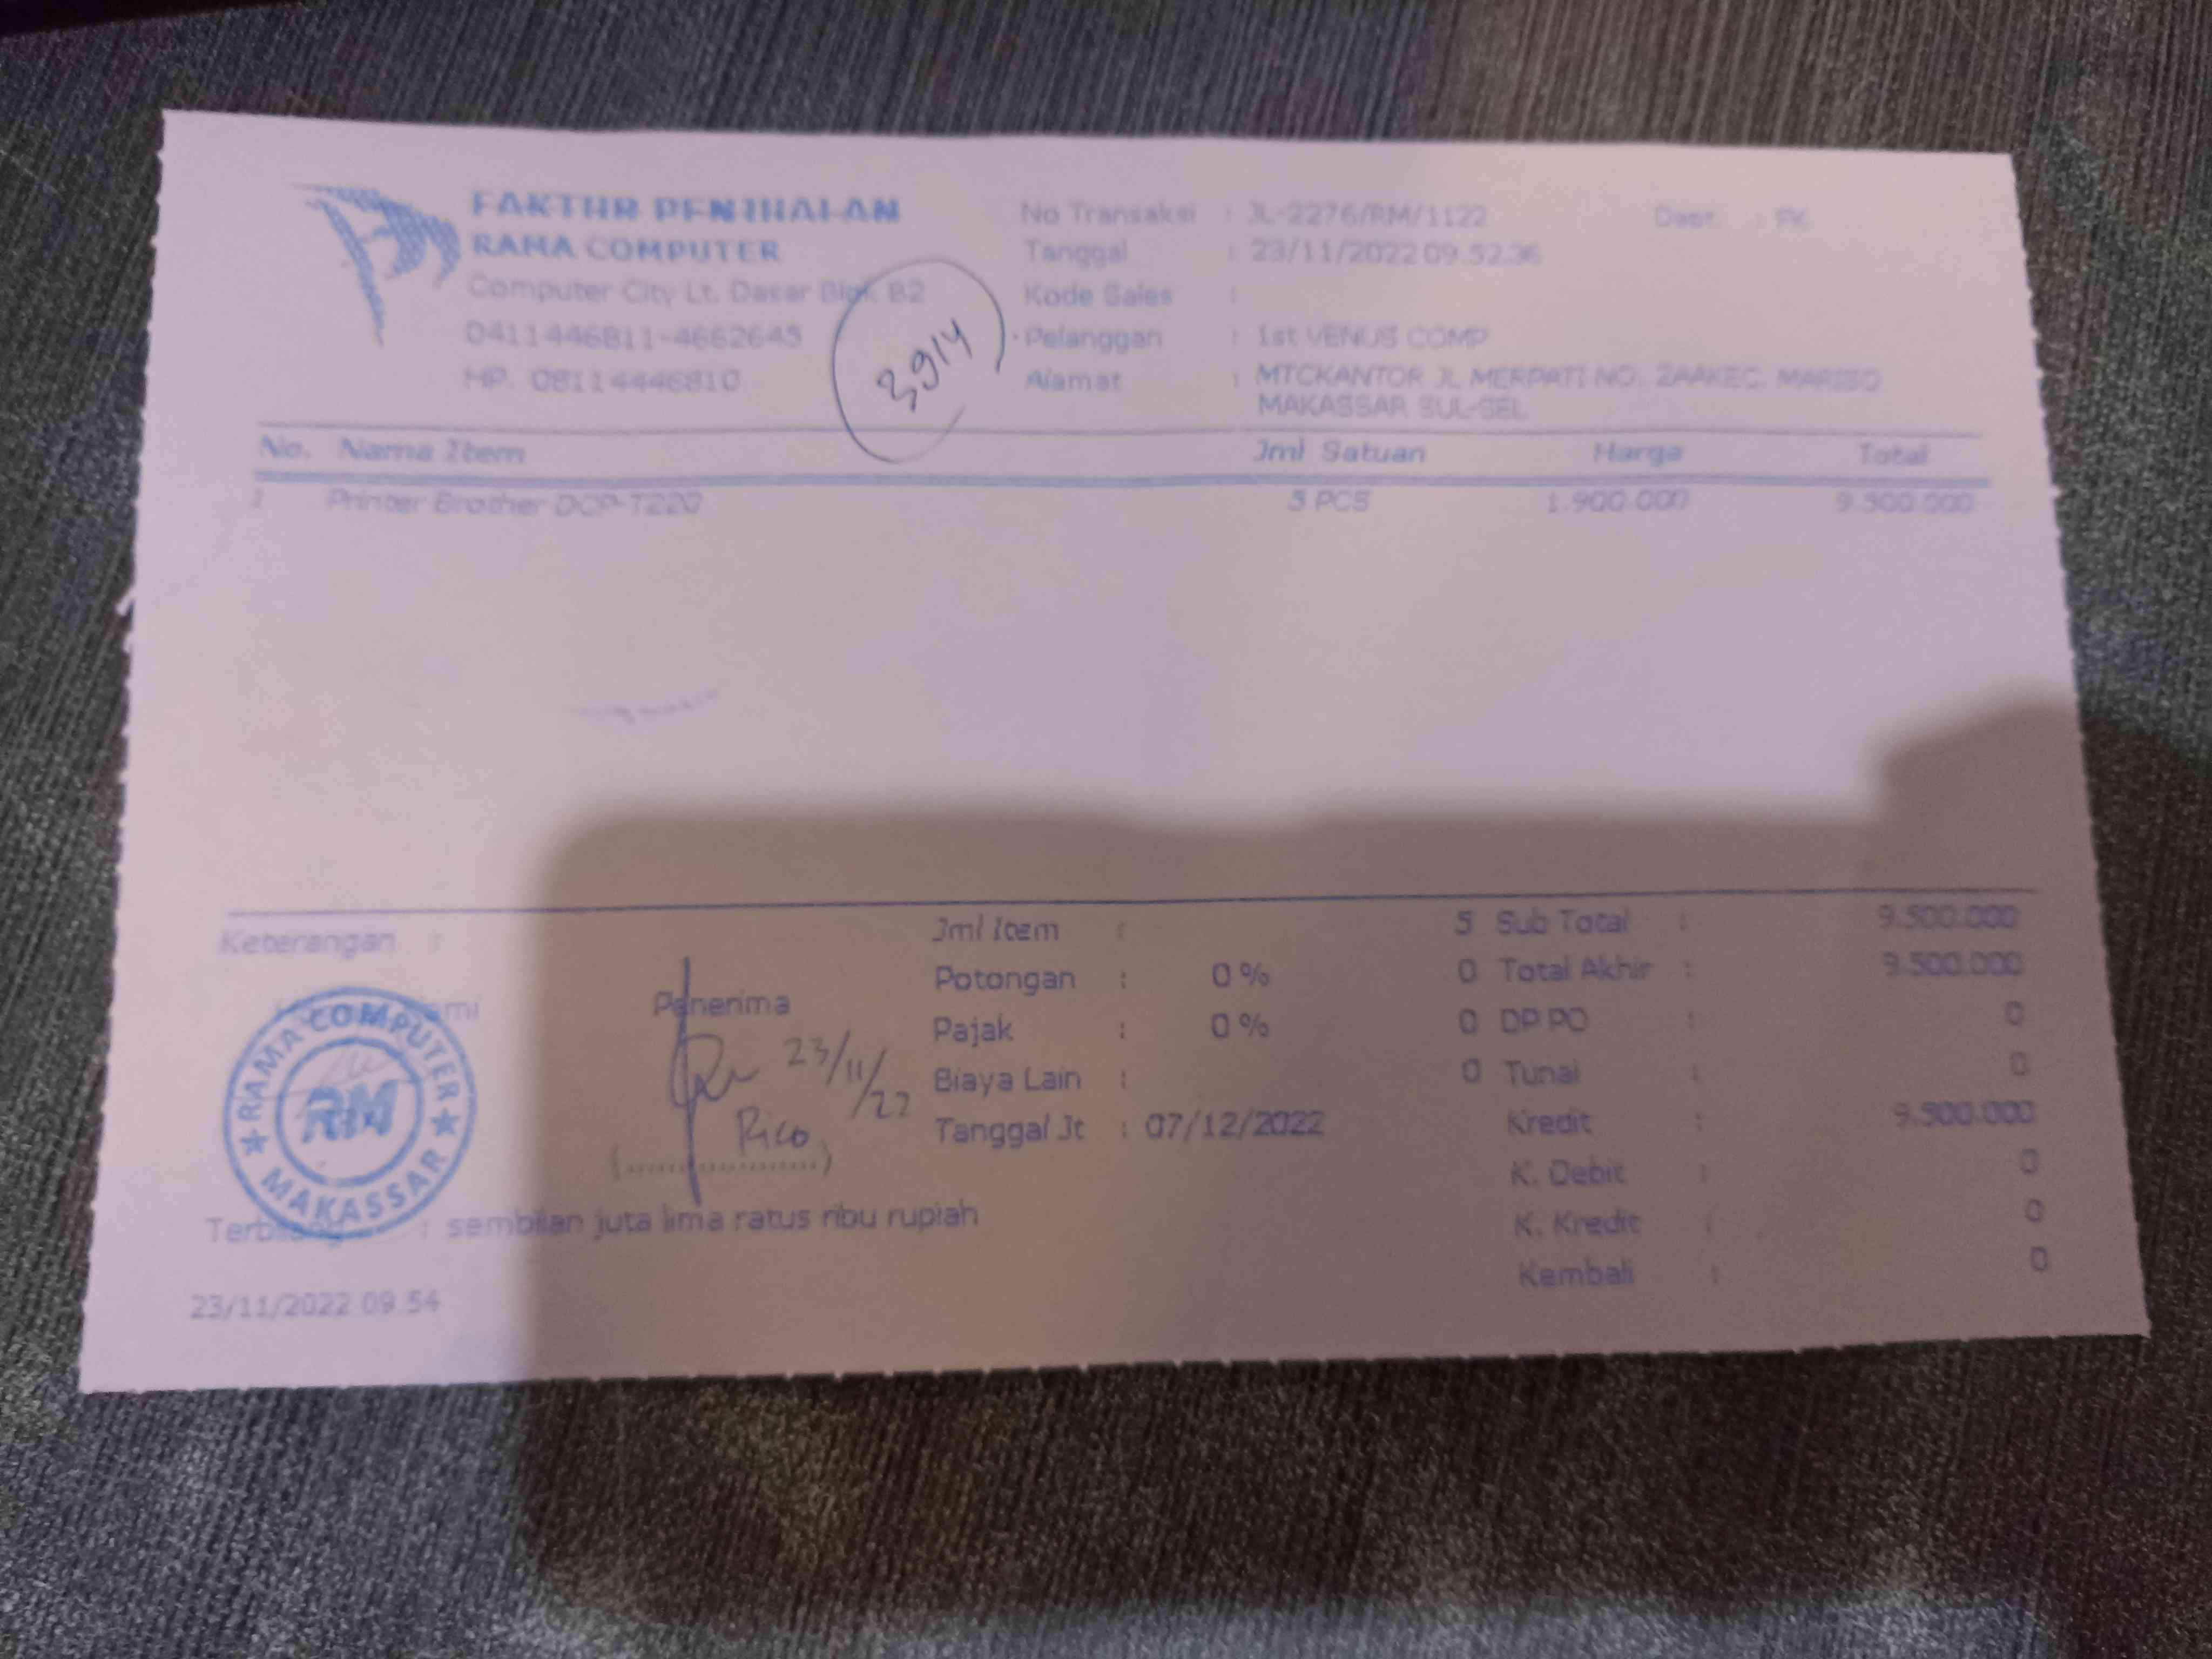 FAKTUR PENJUALAN
RAMA COMPUTER
Computer City Lt. Dasar Blok B2
0411446811-4662645
HP. 08114446810
3914
No Transaksi : JL-2276/RM/1122
Dept. : PK
Tanggal : 23/11/2022 09.52.36
Kode Sales :
Pelanggan : 1st VENUS COMP
Alamat : MTCKANTOR JL MERPATI NO. 2AAKEC. MARISO
MAKASSAR SUL-SEL
No. Nama Item Jml Satuan Harga Total
1 Printer Brother DCP-T220 5 PCS 1.900.000 9.500.000
Keterangan :
Jml Item : 5
Potongan : 0 % 0
Pajak : 0 % 0
Biaya Lain : 0
Tanggal Jt : 07/12/2022
Sub Total : 9.500.000
Total Akhir : 9.500.000
DP PO : 0
Tunai : 0
Kredit : 9.500.000
K. Debit : 0
K. Kredit : 0
Kembali : 0
RAMA COMPUTER
RM
MAKASSAR
Penerima
23/11/22
Rico
(....................)
Terbilang : sembilan juta lima ratus ribu rupiah
23/11/2022 09.54